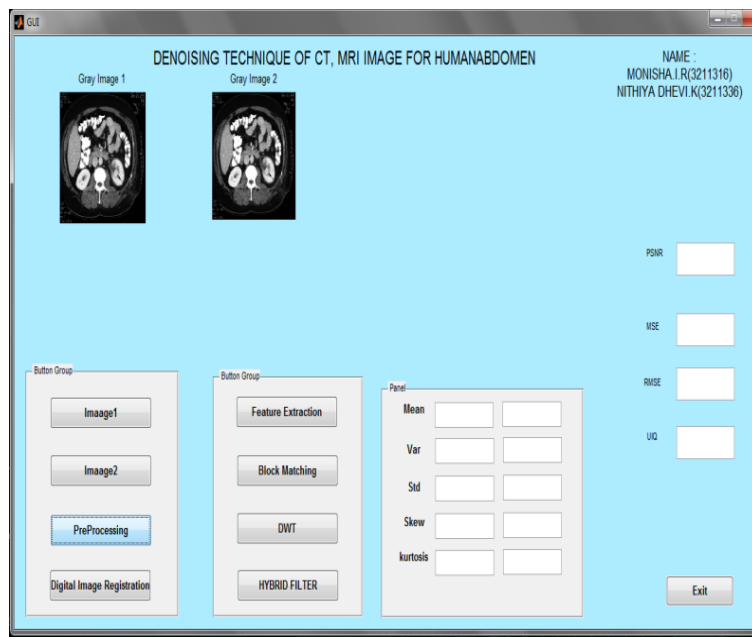 GUI
DENOISING TECHNIQUE OF CT, MRI IMAGE FOR HUMANABDOMEN
NAME :
MONISHA.I.R(3211316)
NITHIYA DHEVI.K(3211336)
Gray Image 1
Gray Image 2
PSNR
MSE
RMSE
UIQ
Button Group
Imaage1
Imaage2
PreProcessing
Digital Image Registration
Button Group
Feature Extraction
Block Matching
DWT
HYBRID FILTER
Panel
Mean
Var
Std
Skew
kurtosis
Exit